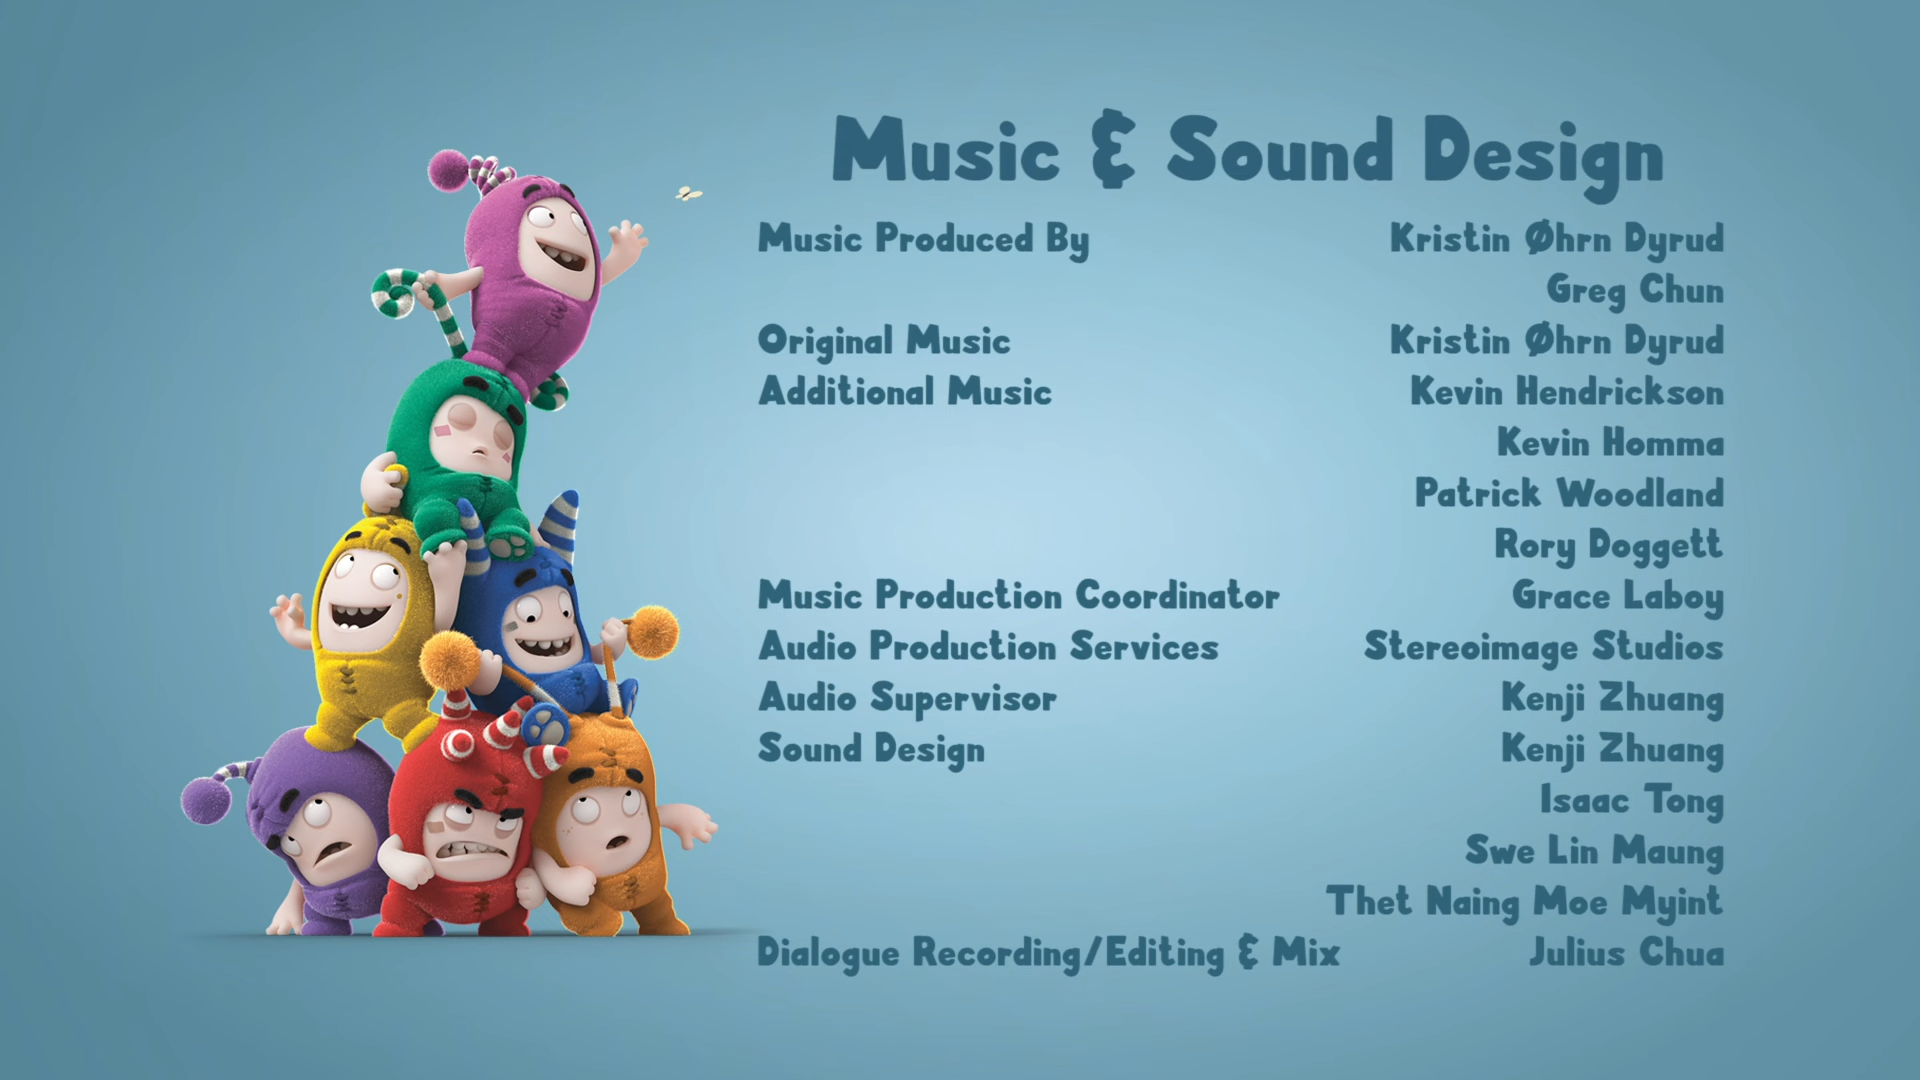 Music & Sound Design
Music Produced By Kristin Øhrn Dyrud
Greg Chun
Original Music Kristin Øhrn Dyrud
Additional Music Kevin Hendrickson
Kevin Homma
Patrick Woodland
Rory Doggett
Music Production Coordinator Grace Laboy
Audio Production Services Stereoimage Studios
Audio Supervisor Kenji Zhuang
Sound Design Kenji Zhuang
Isaac Tong
Swe Lin Maung
Thet Naing Moe Myint
Dialogue Recording/Editing & Mix Julius Chua